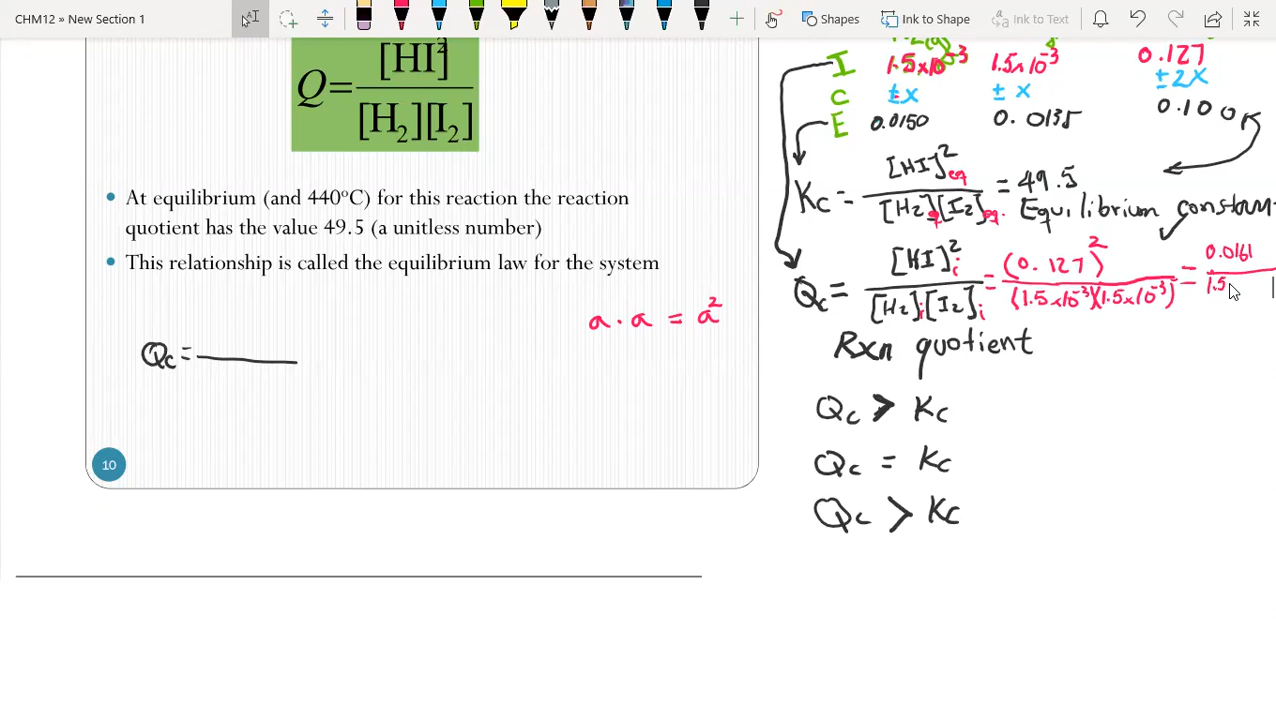 CHM12 » New Section 1
Shapes
Ink to Shape
Ink to Text
Q = [HI]² / [H₂][I₂]
• At equilibrium (and 440°C) for this reaction the reaction
quotient has the value 49.5 (a unitless number)
• This relationship is called the equilibrium law for the system
a · a = a²
Qc =
10
I 1.5x10⁻³ 1.5x10⁻³ 0.127
C ±x ± x ±2x
E 0.0150 0.0135 0.100
Kc = [HI]²eq / [H₂]q[I₂]eq. = 49.5
Equilibrium constan
Qc = [HI]²i / [H₂]i[I₂]i = (0.127)² / (1.5x10⁻³)(1.5x10⁻³) = 0.0161 / 1.5
Rxn quotient
Qc > Kc
Qc = Kc
Qc > Kc